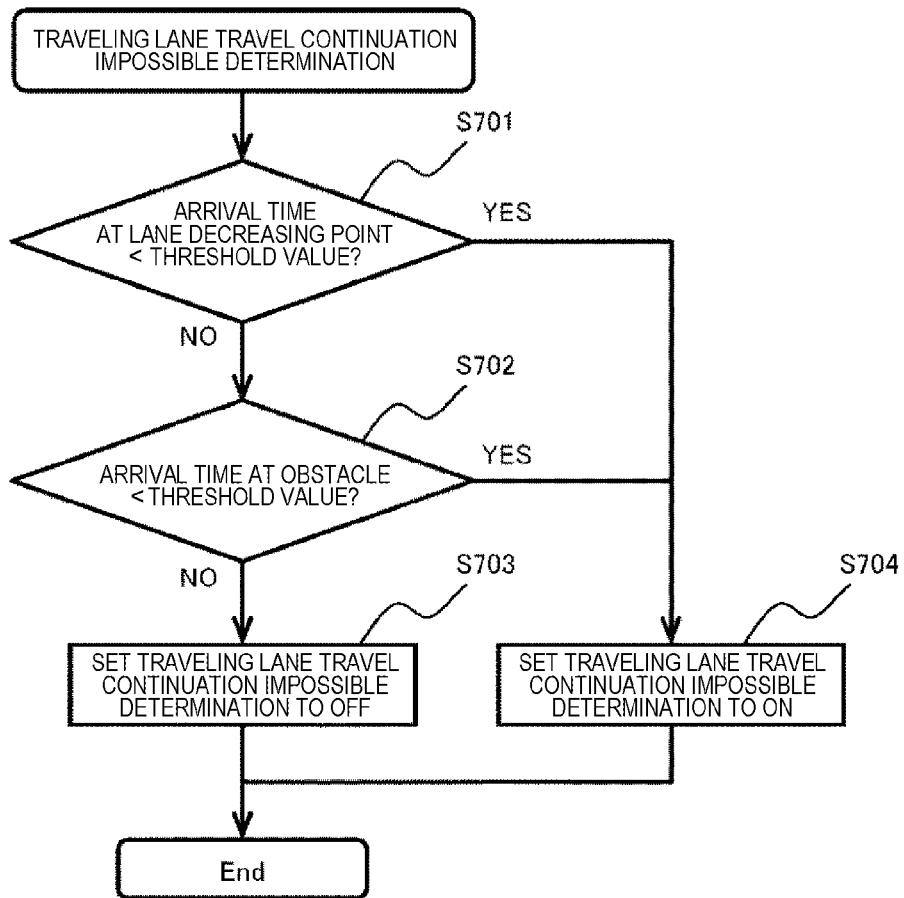 TRAVELING LANE TRAVEL CONTINUATION
IMPOSSIBLE DETERMINATION
S701
ARRIVAL TIME
AT LANE DECREASING POINT
< THRESHOLD VALUE?
YES
NO
S702
ARRIVAL TIME AT OBSTACLE
< THRESHOLD VALUE?
YES
NO
S703
SET TRAVELING LANE TRAVEL
CONTINUATION IMPOSSIBLE
DETERMINATION TO OFF
S704
SET TRAVELING LANE TRAVEL
CONTINUATION IMPOSSIBLE
DETERMINATION TO ON
End